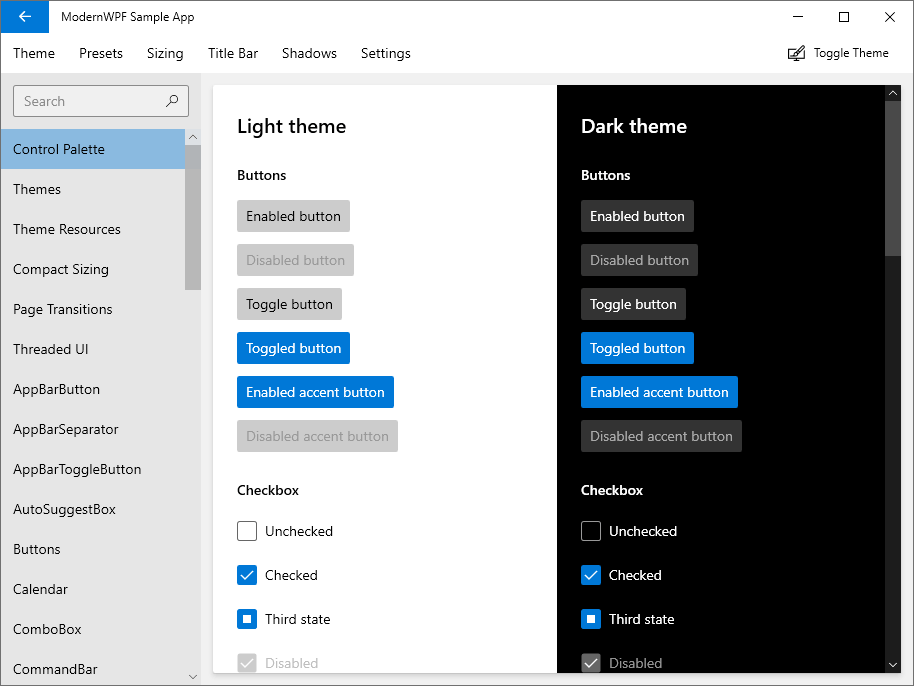 ModernWPF Sample App
Theme Presets Sizing Title Bar Shadows Settings Toggle Theme
Search
Control Palette
Themes
Theme Resources
Compact Sizing
Page Transitions
Threaded UI
AppBarButton
AppBarSeparator
AppBarToggleButton
AutoSuggestBox
Buttons
Calendar
ComboBox
CommandBar
Light theme
Buttons
Enabled button
Disabled button
Toggle button
Toggled button
Enabled accent button
Disabled accent button
Checkbox
Unchecked
Checked
Third state
Disabled
Dark theme
Buttons
Enabled button
Disabled button
Toggle button
Toggled button
Enabled accent button
Disabled accent button
Checkbox
Unchecked
Checked
Third state
Disabled